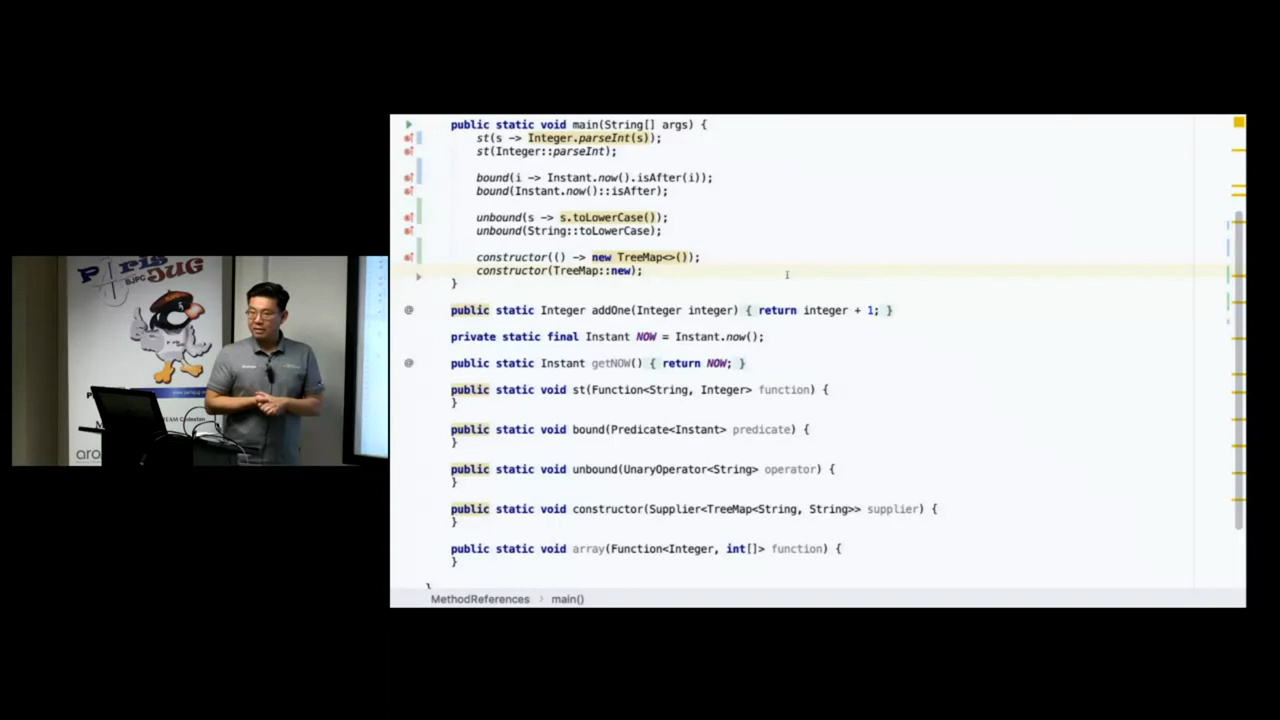 Paris
JUG
BJPC
aro
public static void main(String[] args) {
st(s -> Integer.parseInt(s));
st(Integer::parseInt);
bound(i -> Instant.now().isAfter(i));
bound(Instant.now()::isAfter);
unbound(s -> s.toLowerCase());
unbound(String::toLowerCase);
constructor(() -> new TreeMap<>());
constructor(TreeMap::new);
}
public static Integer addOne(Integer integer) { return integer + 1; }
private static final Instant NOW = Instant.now();
public static Instant getNOW() { return NOW; }
public static void st(Function<String, Integer> function) {
}
public static void bound(Predicate<Instant> predicate) {
}
public static void unbound(UnaryOperator<String> operator) {
}
public static void constructor(Supplier<TreeMap<String, String>> supplier) {
}
public static void array(Function<Integer, int[]> function) {
}
}
MethodReferences > main()